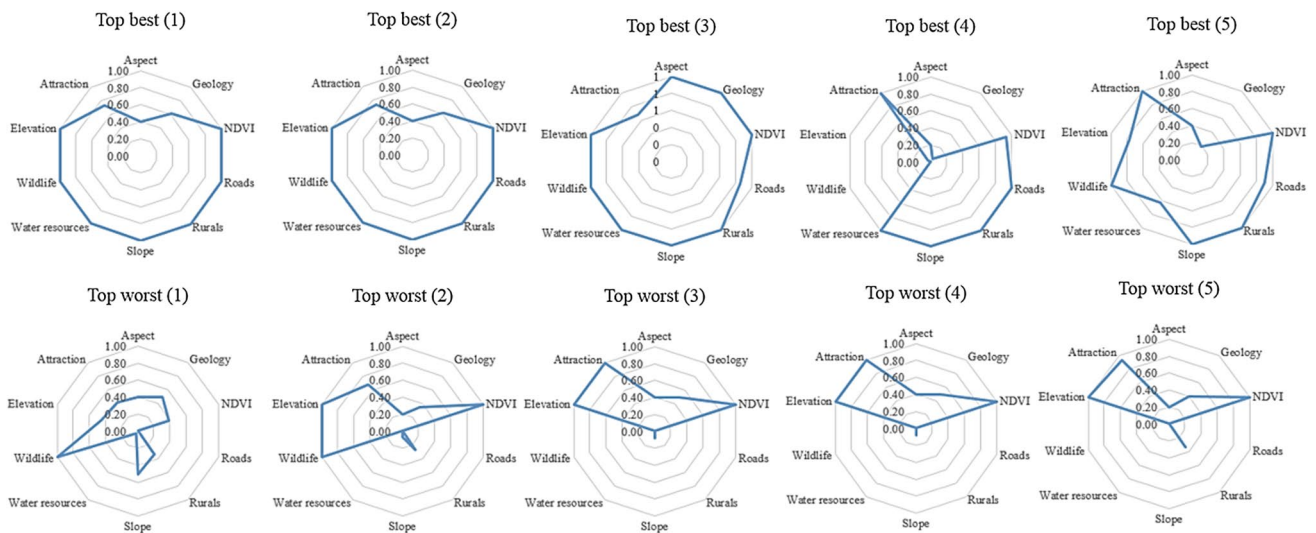 Top best (1)
Aspect
1.00
0.80
0.60
0.40
0.20
0.00
Geology
NDVI
Roads
Rurals
Slope
Water resources
Wildlife
Elevation
Attraction
Top best (2)
Aspect
1.00
0.80
0.60
0.40
0.20
0.00
Geology
NDVI
Roads
Rurals
Slope
Water resources
Wildlife
Elevation
Attraction
Top best (3)
Aspect
1
1
1
0
0
0
Geology
NDVI
Roads
Rurals
Slope
Water resources
Wildlife
Elevation
Attraction
Top best (4)
Aspect
1.00
0.80
0.60
0.40
0.20
0.00
Geology
NDVI
Roads
Rurals
Slope
Water resources
Wildlife
Elevation
Attraction
Top best (5)
Aspect
1.00
0.80
0.60
0.40
0.20
0.00
Geology
NDVI
Roads
Rurals
Slope
Water resources
Wildlife
Elevation
Attraction
Top worst (1)
Aspect
1.00
0.80
0.60
0.40
0.20
0.00
Geology
NDVI
Roads
Rurals
Slope
Water resources
Wildlife
Elevation
Attraction
Top worst (2)
Aspect
1.00
0.80
0.60
0.40
0.20
0.00
Geology
NDVI
Roads
Rurals
Slope
Water resources
Wildlife
Elevation
Attraction
Top worst (3)
Aspect
1.00
0.80
0.60
0.40
0.20
0.00
Geology
NDVI
Roads
Rurals
Slope
Water resources
Wildlife
Elevation
Attraction
Top worst (4)
Aspect
1.00
0.80
0.60
0.40
0.20
0.00
Geology
NDVI
Roads
Rurals
Slope
Water resources
Wildlife
Elevation
Attraction
Top worst (5)
Aspect
1.00
0.80
0.60
0.40
0.20
0.00
Geology
NDVI
Roads
Rurals
Slope
Water resources
Wildlife
Elevation
Attraction